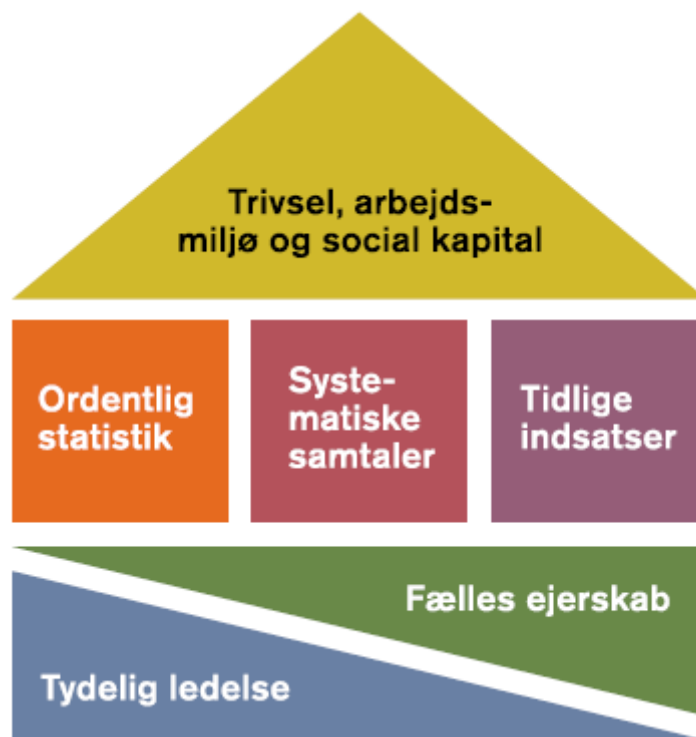 Trivsel, arbejds-
miljø og social kapital
Ordentlig
statistik
Syste-
matiske
samtaler
Tidlige
indsatser
Fælles ejerskab
Tydelig ledelse